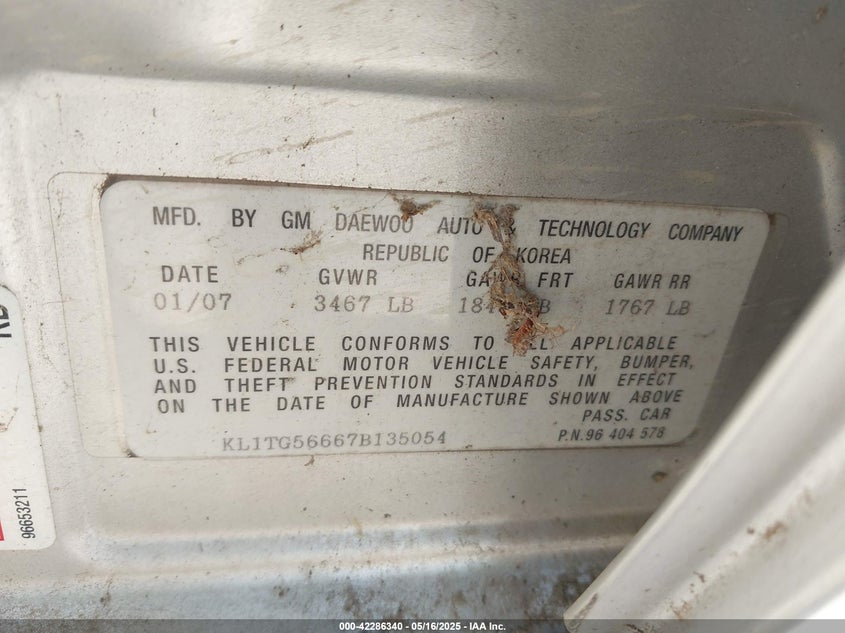 MFD. BY GM DAEWOO AUTO & TECHNOLOGY COMPANY
REPUBLIC OF KOREA
DATE GVWR GAWR FRT GAWR RR
01/07 3467 LB LB 1767 LB
THIS VEHICLE CONFORMS TO ALL APPLICABLE
U.S. FEDERAL MOTOR VEHICLE SAFETY, BUMPER,
AND THEFT PREVENTION STANDARDS IN EFFECT
ON THE DATE OF MANUFACTURE SHOWN ABOVE
PASS. CAR
KL1TG56667B135054 P.N.96 404 578
96653211
000-42286340 - 05/16/2025 - IAA Inc.